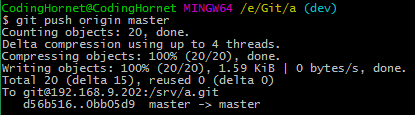 CodingHornet@CodingHornet MINGW64 /e/Git/a (dev)
$ git push origin master
Counting objects: 20, done.
Delta compression using up to 4 threads.
Compressing objects: 100% (20/20), done.
Writing objects: 100% (20/20), 1.59 KiB | 0 bytes/s, done.
Total 20 (delta 15), reused 0 (delta 0)
To git@192.168.9.202:/srv/a.git
   d56b516..0bb05d9  master -> master